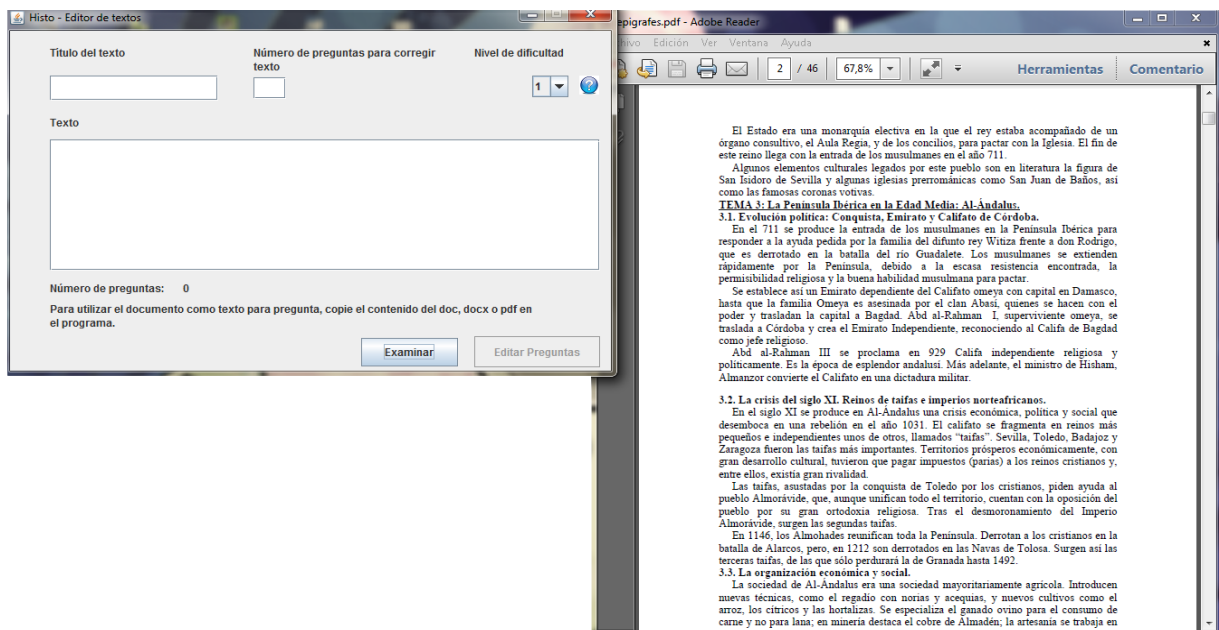 Histo - Editor de textos
Título del texto
Número de preguntas para corregir
texto
Nivel de dificultad
1
Texto
Número de preguntas: 0
Para utilizar el documento como texto para pregunta, copie el contenido del doc, docx o pdf en
el programa.
Examinar
Editar Preguntas
epigrafes.pdf - Adobe Reader
Edición Ver Ventana Ayuda
2 / 46 67,8% Herramientas Comentario
El Estado era una monarquía electiva en la que el rey estaba acompañado de un
órgano consultivo, el Aula Regia, y de los concilios, para pactar con la Iglesia. El fin de
este reino llega con la entrada de los musulmanes en el año 711.
Algunos elementos culturales legados por este pueblo son en literatura la figura de
San Isidoro de Sevilla y algunas iglesias prerrománicas como San Juan de Baños, así
como las famosas coronas votivas.
TEMA 3: La Península Ibérica en la Edad Media: Al-Ándalus.
3.1. Evolución política: Conquista, Emirato y Califato de Córdoba.
En el 711 se produce la entrada de los musulmanes en la Península Ibérica para
responder a la ayuda pedida por la familia del difunto rey Witiza frente a don Rodrigo,
que es derrotado en la batalla del río Guadalete. Los musulmanes se extienden
rápidamente por la Península, debido a la escasa resistencia encontrada, la
permisibilidad religiosa y la buena habilidad musulmana para pactar.
Se establece así un Emirato dependiente del Califato omeya con capital en Damasco,
hasta que la familia Omeya es asesinada por el clan Abasí, quienes se hacen con el
poder y trasladan la capital a Bagdad. Abd al-Rahman I, superviviente omeya, se
traslada a Córdoba y crea el Emirato Independiente, reconociendo al Califa de Bagdad
como jefe religioso.
Abd al-Rahman III se proclama en 929 Califa independiente religiosa y
políticamente. Es la época de esplendor andalusí. Más adelante, el ministro de Hisham,
Almanzor convierte el Califato en una dictadura militar.
3.2. La crisis del siglo XI. Reinos de taifas e imperios norteafricanos.
En el siglo XI se produce en Al-Ándalus una crisis económica, política y social que
desemboca en una rebelión en el año 1031. El califato se fragmenta en reinos más
pequeños e independientes unos de otros, llamados “taifas”. Sevilla, Toledo, Badajoz y
Zaragoza fueron las taifas más importantes. Territorios prósperos económicamente, con
gran desarrollo cultural, tuvieron que pagar impuestos (parias) a los reinos cristianos y,
entre ellos, existía gran rivalidad.
Las taifas, asustadas por la conquista de Toledo por los cristianos, piden ayuda al
pueblo Almorávide, que, aunque unifican todo el territorio, cuentan con la oposición del
pueblo por su gran ortodoxia religiosa. Tras el desmoronamiento del Imperio
Almorávide, surgen las segundas taifas.
En 1146, los Almohades reunifican toda la Península. Derrotan a los cristianos en la
batalla de Alarcos, pero, en 1212 son derrotados en las Navas de Tolosa. Surgen así las
terceras taifas, de las que sólo perdurará la de Granada hasta 1492.
3.3. La organización económica y social.
La sociedad de Al-Ándalus era una sociedad mayoritariamente agrícola. Introducen
nuevas técnicas, como el regadío con norias y acequias, y nuevos cultivos como el
arroz, los cítricos y las hortalizas. Se especializa el ganado ovino para el consumo de
carne y no para lana; en minería destaca el cobre de Almadén; la artesanía se trabaja en